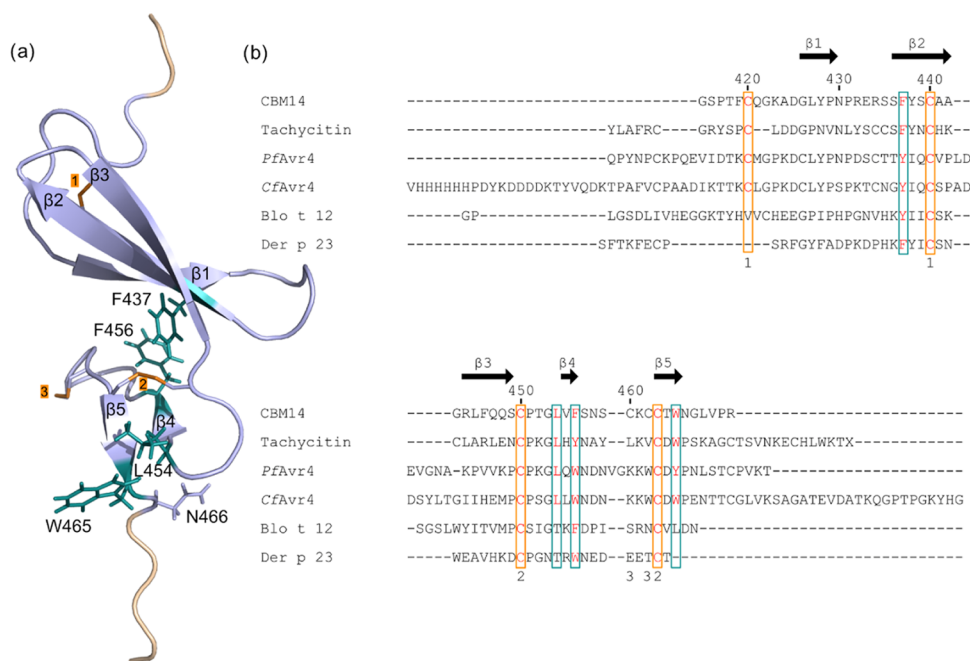 (a)
β3
1
β2
β1
F437
F456
3
2
β5
β4
L454
W465
N466
(b)
β1 β2
420 430 440
CBM14 --------------------------------GSPTFCQGKADGLYPNPRERSSFYSCAA--
Tachycitin ----------------------YLAFRC----GRYSPC--LDDGPNVNLYSCCSFYNCHK--
PfAvr4 ----------------------QPYNPCKPQEVIDTKCMGPKDCLYPNPDSCTTYIQCVPLD
CfAvr4 VHHHHHHPDYKDDDDKTYVQDKTPAFVCPAADIKTTKCLGPKDCLYPSPKTCNGYIQCSPAD
Blo t 12 ------GP--------------LGSDLIVHEGGKTYHVVCHEEGPIPHPGNVHKYIICSK--
Der p 23 ---------------------SFTKFECP-----------SRFGYFADPKDPHKFYICSN--
1 1
β3 β4 β5
450 460
CBM14 -----GRLFQQSCPTGLVFSNS--CKCCTWNGLVPR-------------------------
Tachycitin -----CLARLENCPKGLHYNAY--LKVCDWPSKAGCTSVNKECHLWKTX------------
PfAvr4 EVGNA-KPVVKPCPKGLQWNDNVGKKWCDYPNLSTCPVKT---------------------
CfAvr4 DSYLTGIIHEMPCPSGLLWNDN--KKWCDWPENTTCGLVKSAGATEVDATKQGPTPGKYHG
Blo t 12 -SGSLWYITVMPCSIGTKFDPI--SRNCVLDN-----------------------------
Der p 23 -----WEAVHKDCPGNTRWNED--EETCT--------------------------------
2 3 3 2